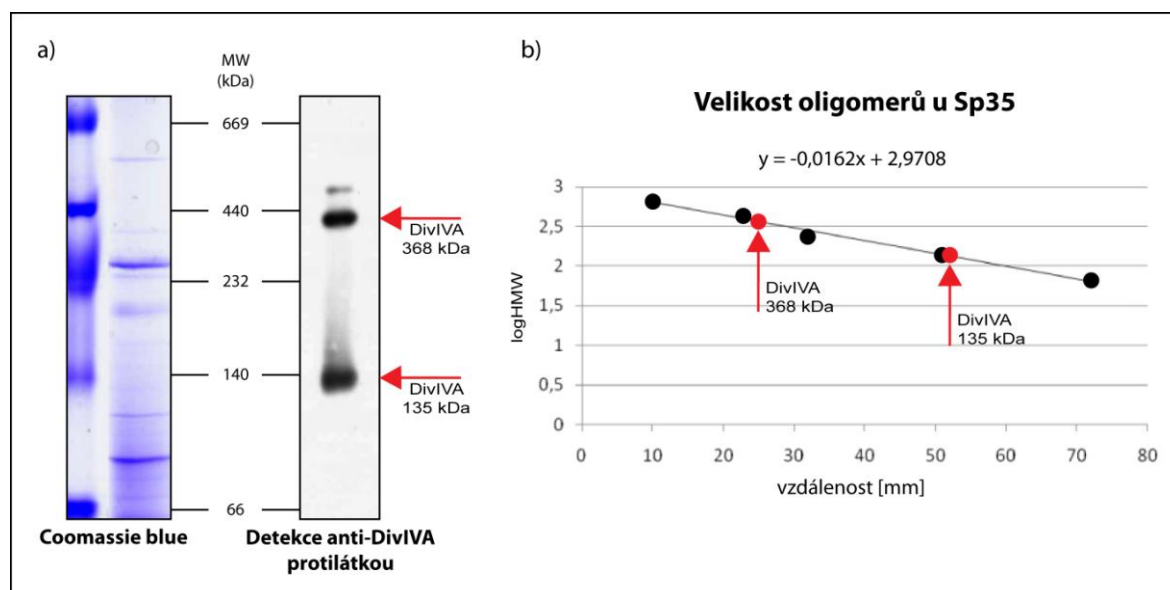 a)
MW
(kDa)
669
440
232
140
66
DivIVA
368 kDa
DivIVA
135 kDa
Coomassie blue
Detekce anti-DivIVA
protilátkou
b)
Velikost oligomerů u Sp35
y = -0,0162x + 2,9708
3
2,5
2
1,5
1
0,5
0
logHMW
DivIVA
368 kDa
DivIVA
135 kDa
0 10 20 30 40 50 60 70 80
vzdálenost [mm]